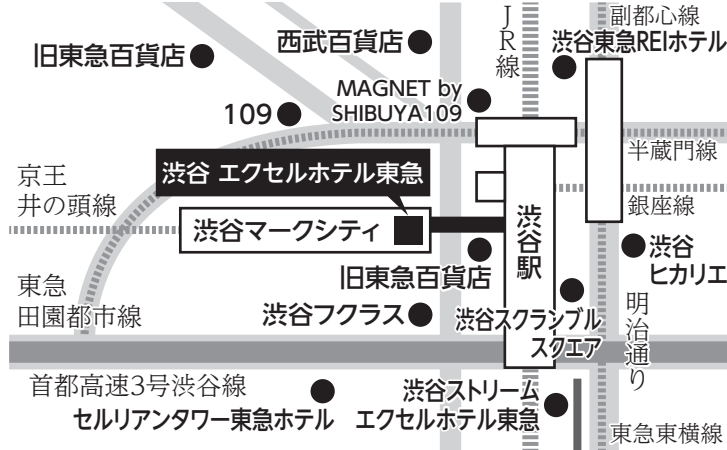 JR線
副都心線
西武百貨店
渋谷東急REIホテル
旧東急百貨店
MAGNET by
SHIBUYA109
109
半蔵門線
渋谷 エクセルホテル東急
京王
井の頭線
銀座線
渋谷マークシティ
渋谷駅
渋谷
ヒカリエ
旧東急百貨店
東急
田園都市線
渋谷フクラス
渋谷スクランブル
スクエア
明治通り
首都高速3号渋谷線
セルリアンタワー東急ホテル
渋谷ストリーム
エクセルホテル東急
東急東横線